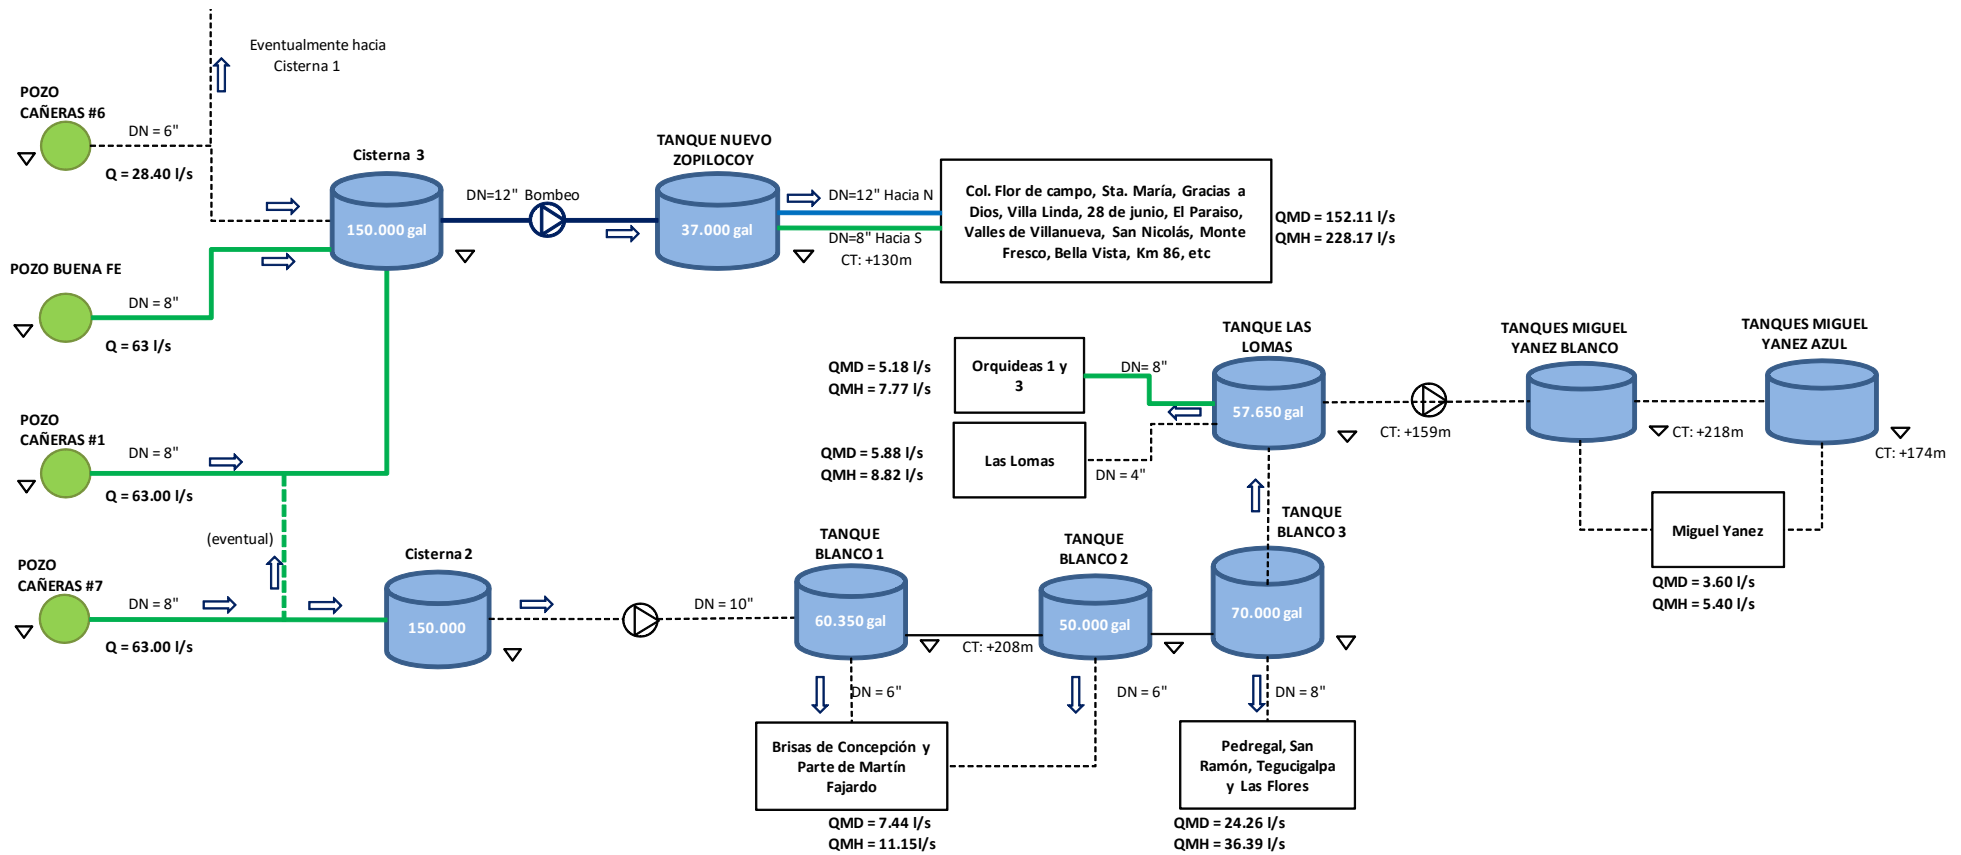 Eventualmente hacia
Cisterna 1
POZO
CAÑERAS #6
DN = 6"
Q = 28.40 l/s
Cisterna 3
150.000 gal
DN=12" Bombeo
TANQUE NUEVO
ZOPILOCOY
37.000 gal
DN=12" Hacia N
DN=8" Hacia S
CT: +130m
Col. Flor de campo, Sta. María, Gracias a
Dios, Villa Linda, 28 de junio, El Paraiso,
Valles de Villanueva, San Nicolás, Monte
Fresco, Bella Vista, Km 86, etc
QMD = 152.11 l/s
QMH = 228.17 l/s
POZO BUENA FE
DN = 8"
Q = 63 l/s
QMD = 5.18 l/s
QMH = 7.77 l/s
Orquideas 1 y
3
DN= 8"
TANQUE LAS
LOMAS
57.650 gal
CT: +159m
TANQUES MIGUEL
YANEZ BLANCO
CT: +218m
TANQUES MIGUEL
YANEZ AZUL
CT: +174m
POZO
CAÑERAS #1
DN = 8"
Q = 63.00 l/s
QMD = 5.88 l/s
QMH = 8.82 l/s
Las Lomas
DN = 4"
Miguel Yanez
QMD = 3.60 l/s
QMH = 5.40 l/s
(eventual)
POZO
CAÑERAS #7
DN = 8"
Q = 63.00 l/s
Cisterna 2
150.000
DN = 10"
TANQUE
BLANCO 1
60.350 gal
CT: +208m
TANQUE
BLANCO 2
50.000 gal
TANQUE
BLANCO 3
70.000 gal
DN = 6"
DN = 6"
DN = 8"
Brisas de Concepción y
Parte de Martín
Fajardo
QMD = 7.44 l/s
QMH = 11.15l/s
Pedregal, San
Ramón, Tegucigalpa
y Las Flores
QMD = 24.26 l/s
QMH = 36.39 l/s